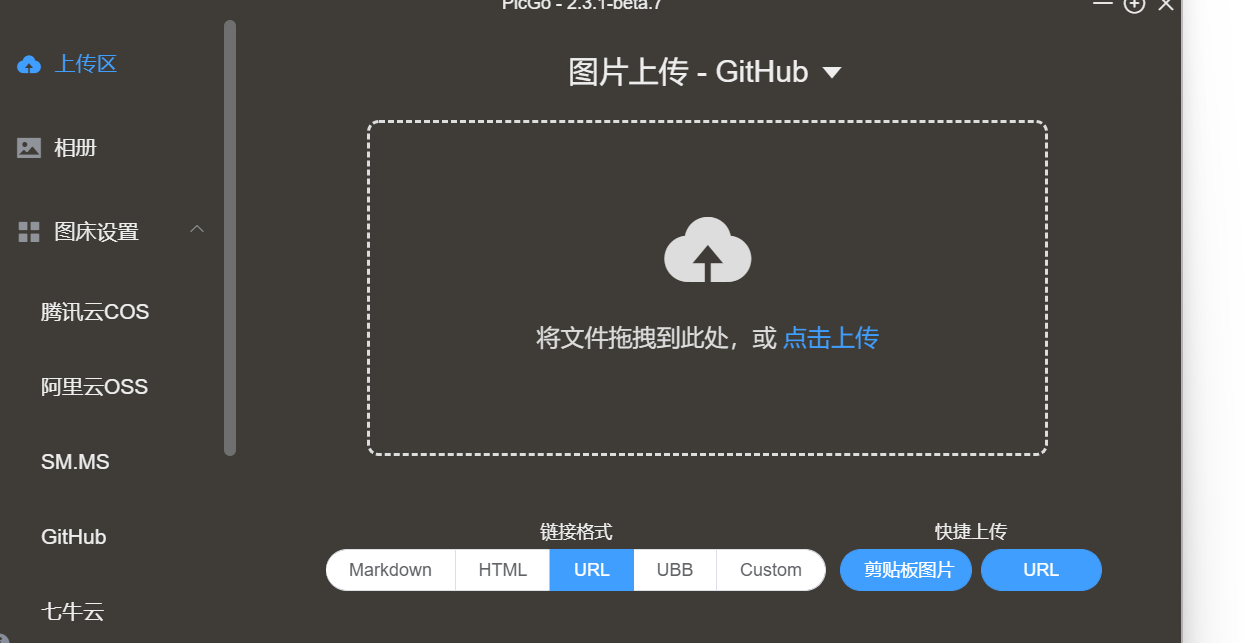 PicGo - 2.3.1-beta.7
上传区
相册
图床设置
腾讯云COS
阿里云OSS
SM.MS
GitHub
七牛云
图片上传 - GitHub
将文件拖拽到此处，或 点击上传
链接格式
Markdown HTML URL UBB Custom
快捷上传
剪贴板图片 URL